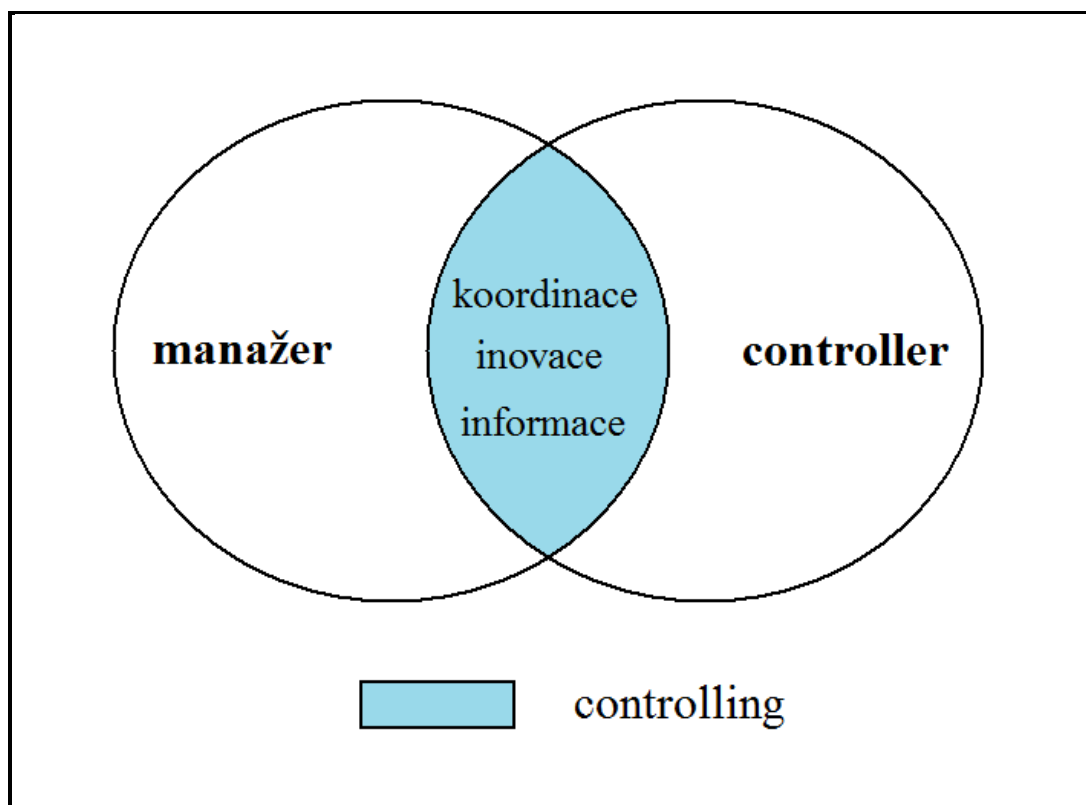 manažer
koordinace
inovace
informace
controller
controlling